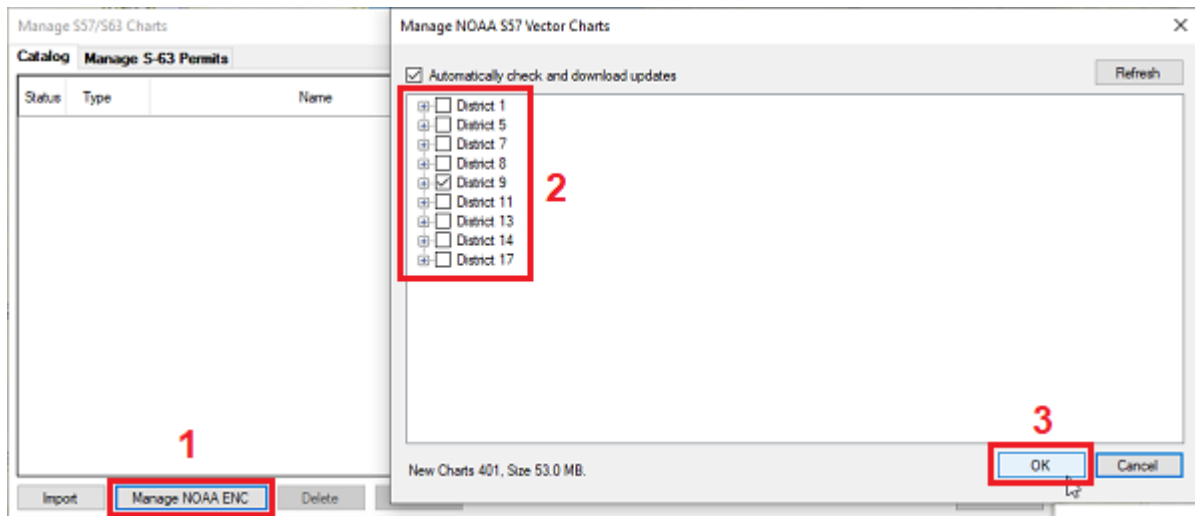 Manage S57/S63 Charts
Catalog Manage S-63 Permits
Status Type Name
Manage NOAA S57 Vector Charts
Automatically check and download updates
Refresh
District 1
District 5
District 7
District 8
District 9
District 11
District 13
District 14
District 17
2
1
3
New Charts 401, Size 53.0 MB.
OK Cancel
Import Manage NOAA ENC Delete